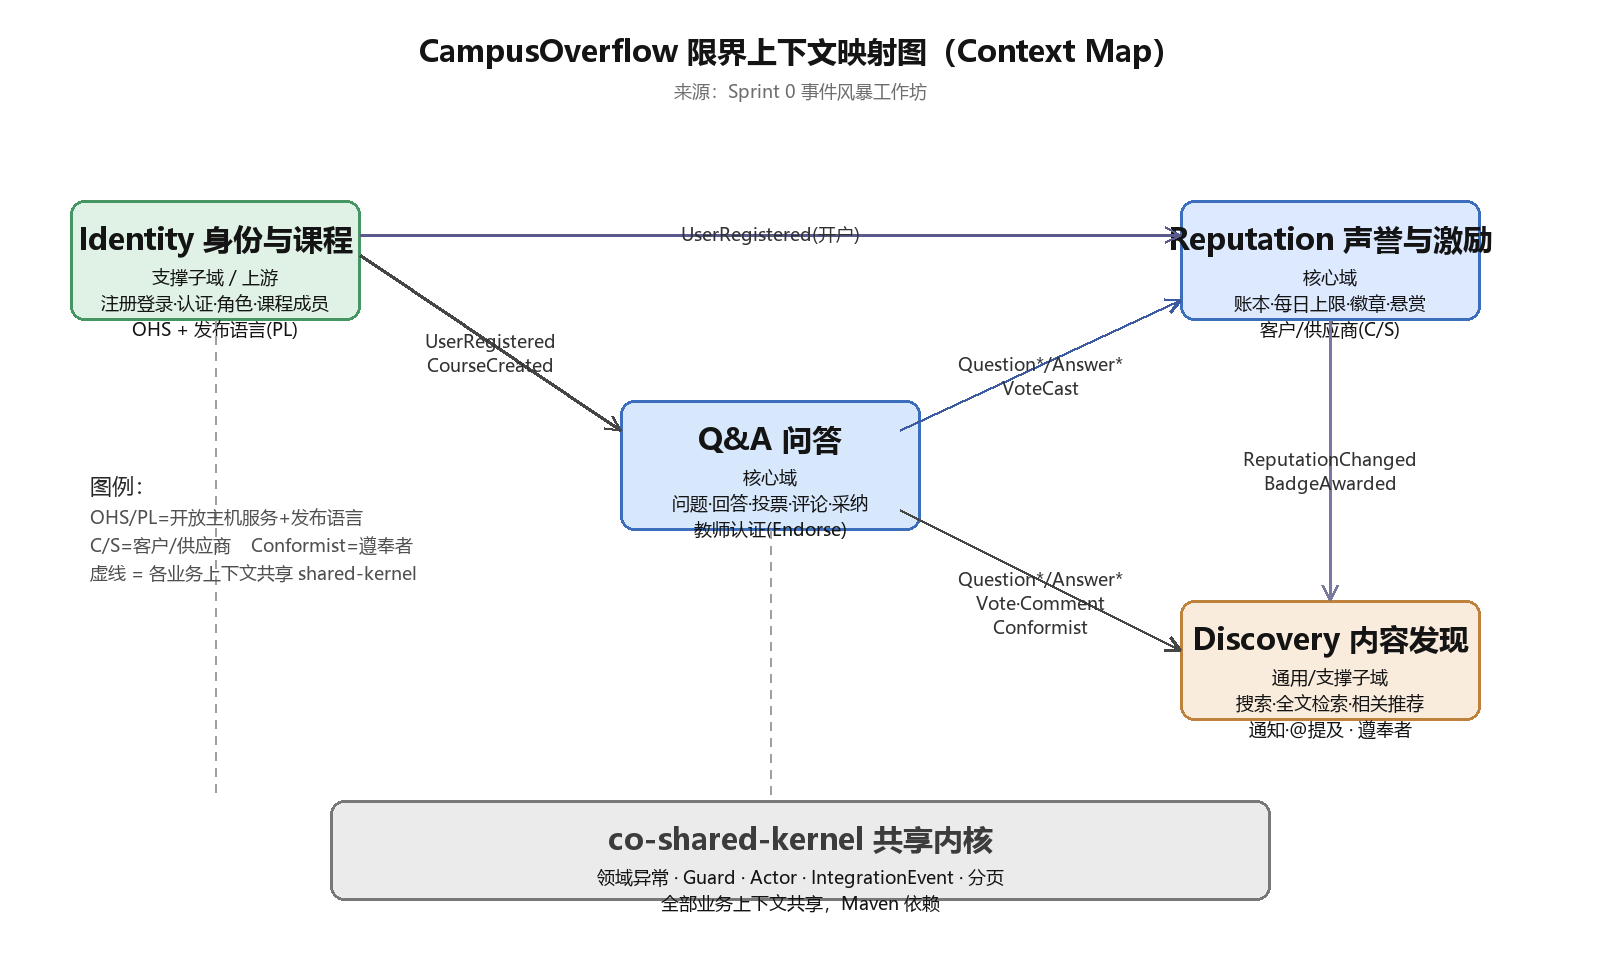 CampusOverflow 限界上下文映射图（Context Map）
来源：Sprint 0 事件风暴工作坊
Identity 身份与课程
支撑子域 / 上游
注册登录·认证·角色·课程成员
OHS + 发布语言(PL)
UserRegistered(开户)
Reputation 声誉与激励
核心域
账本·每日上限·徽章·悬赏
客户/供应商(C/S)
UserRegistered
CourseCreated
Question*/Answer*
VoteCast
Q&A 问答
核心域
问题·回答·投票·评论·采纳
教师认证(Endorse)
ReputationChanged
BadgeAwarded
图例：
OHS/PL=开放主机服务+发布语言
C/S=客户/供应商 Conformist=遵奉者
虚线 = 各业务上下文共享 shared-kernel
Question*/Answer*
Vote·Comment
Conformist
Discovery 内容发现
通用/支撑子域
搜索·全文检索·相关推荐
通知·@提及 · 遵奉者
co-shared-kernel 共享内核
领域异常 · Guard · Actor · IntegrationEvent · 分页
全部业务上下文共享，Maven 依赖